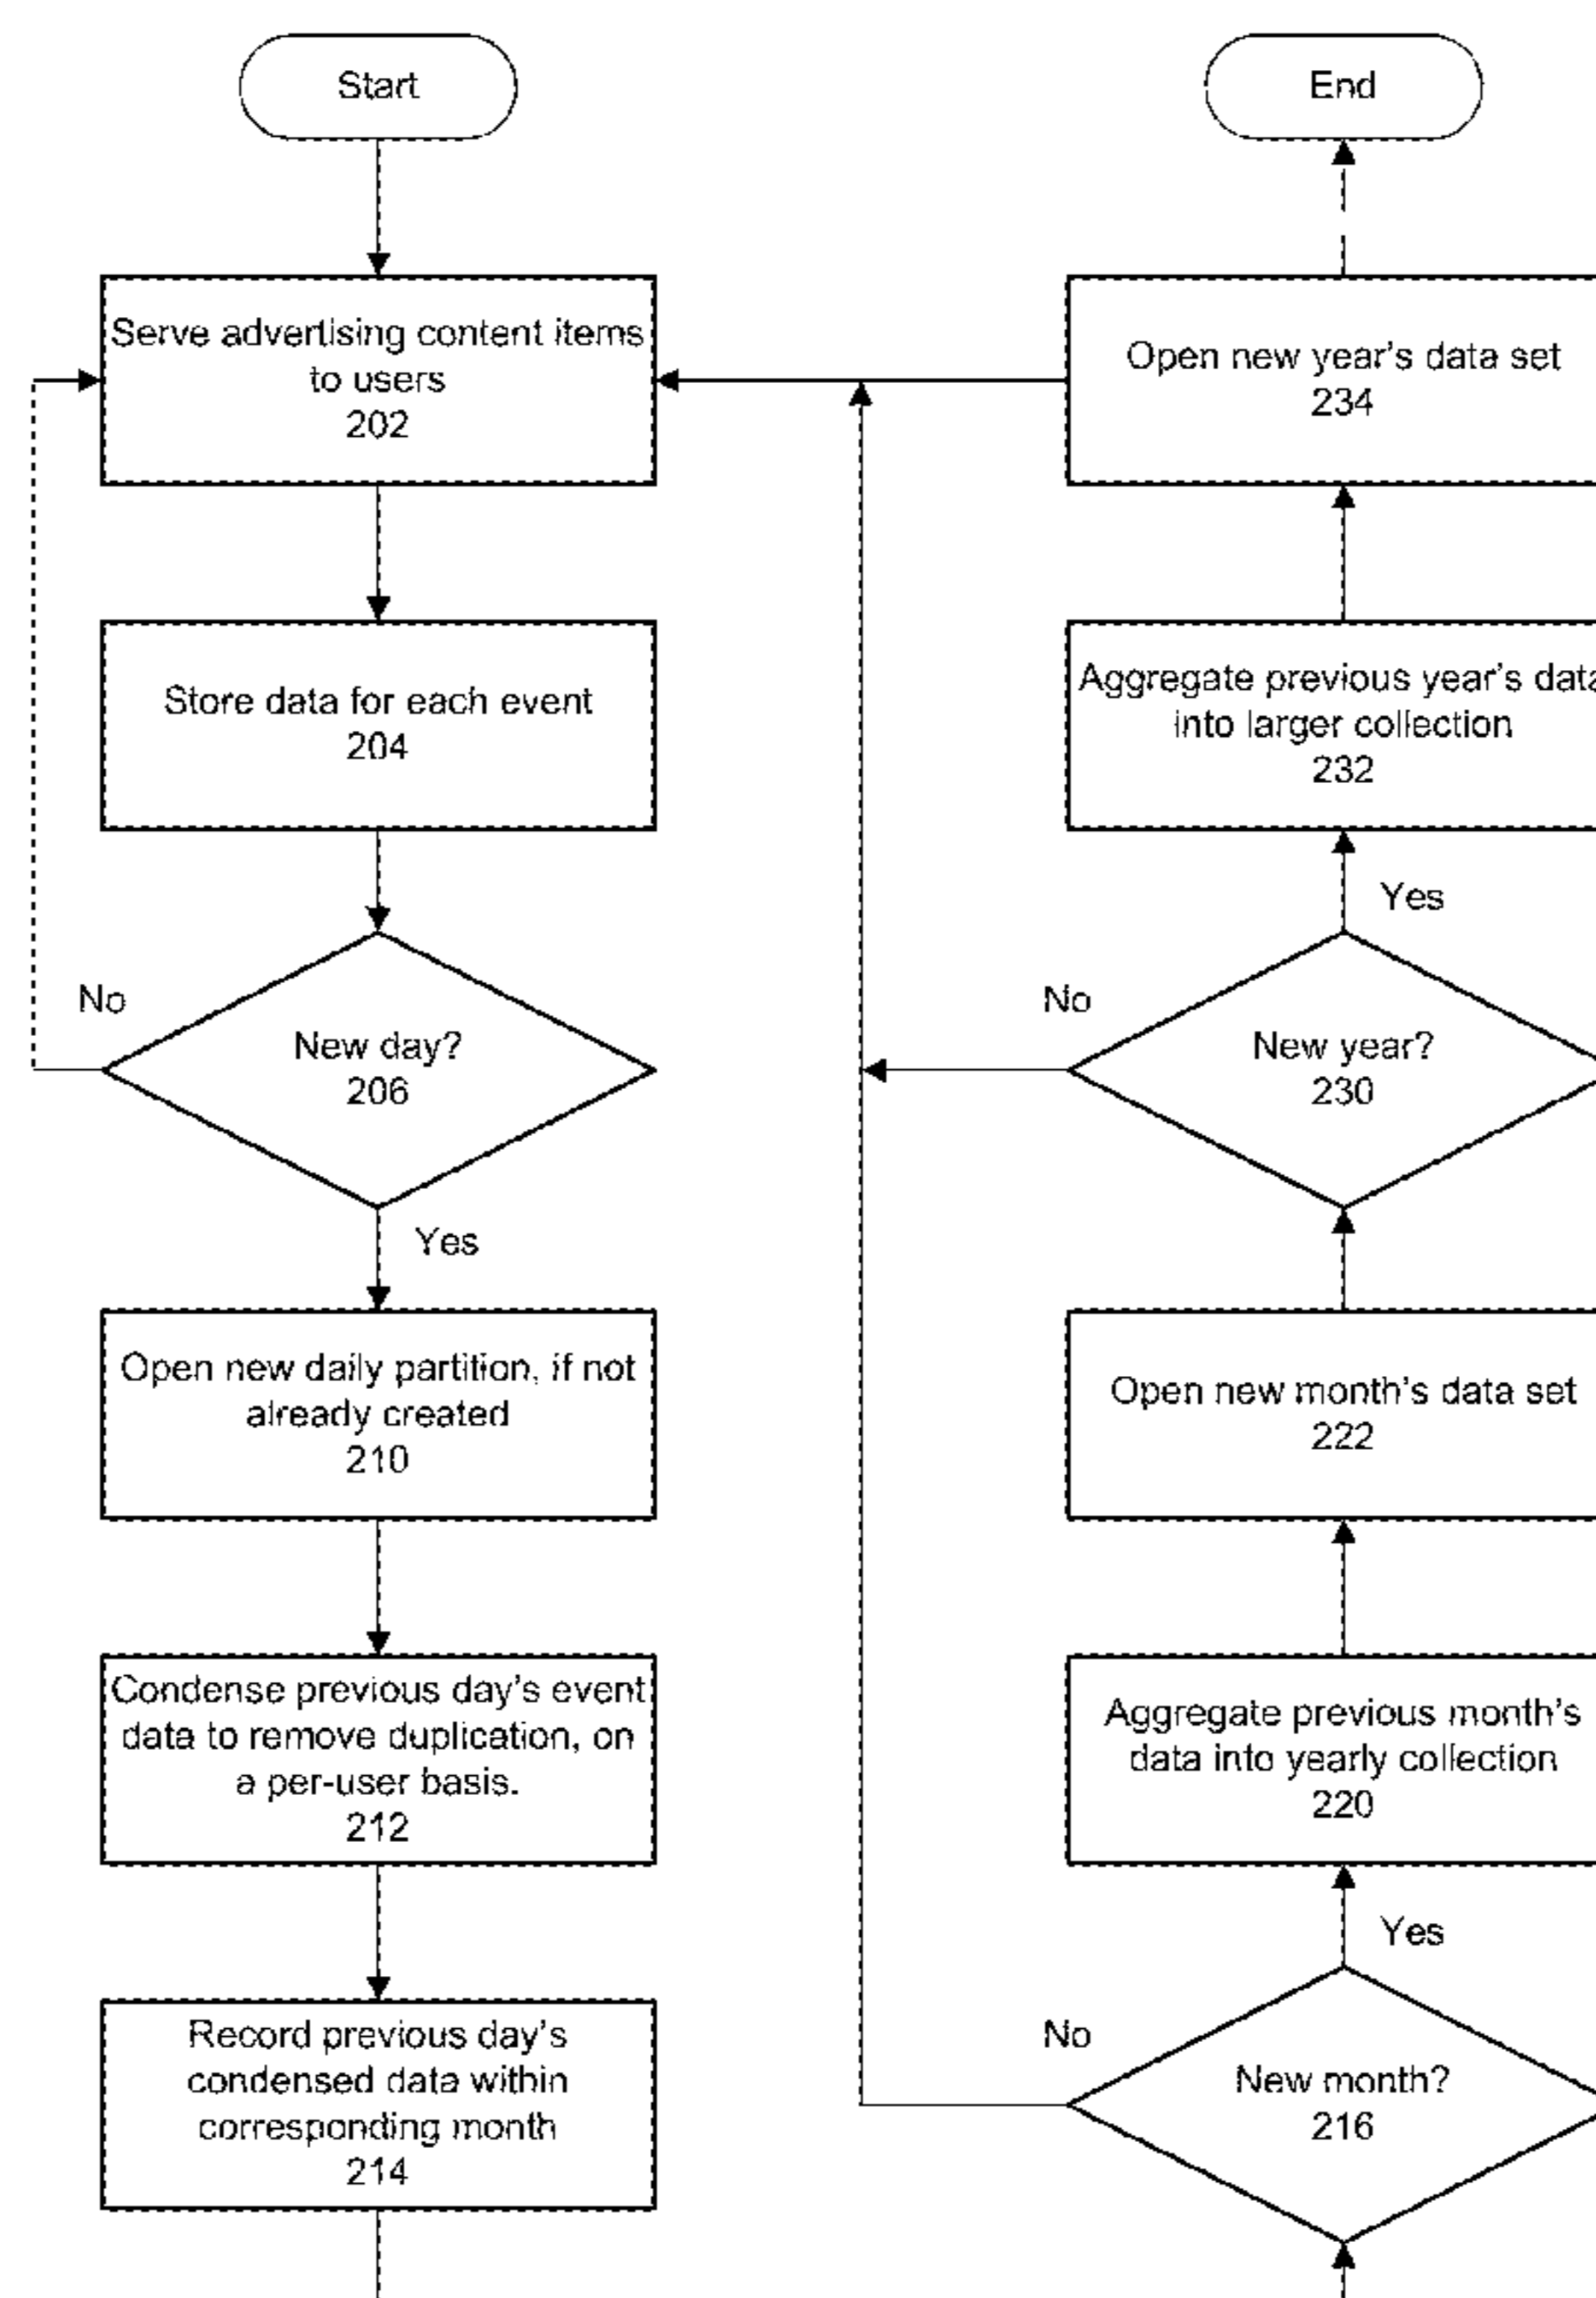 Start
Serve advertising content items
to users
202
Store data for each event
204
No
New day?
206
Yes
Open new daily partition, if not
already created
210
Condense previous day's event
data to remove duplication, on
a per-user basis.
212
Record previous day's
condensed data within
corresponding month
214
End
Open new year's data set
234
Aggregate previous year's data
into larger collection
232
Yes
No
New year?
230
Open new month's data set
222
Aggregate previous month's
data into yearly collection
220
Yes
No
New month?
216